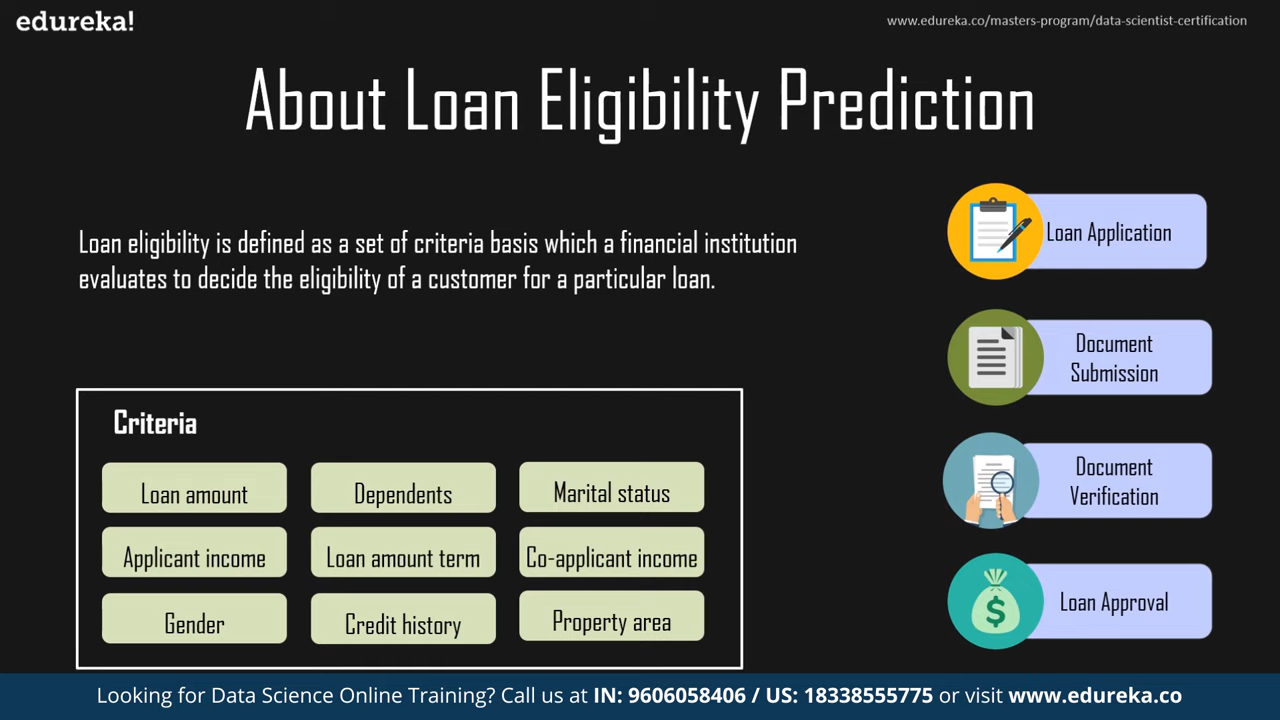 edureka!
www.edureka.co/masters-program/data-scientist-certification
About Loan Eligibility Prediction
Loan eligibility is defined as a set of criteria basis which a financial institution
evaluates to decide the eligibility of a customer for a particular loan.
Criteria
Loan amount
Dependents
Marital status
Applicant income
Loan amount term
Co-applicant income
Gender
Credit history
Property area
Loan Application
Document
Submission
Document
Verification
$
Loan Approval
Looking for Data Science Online Training? Call us at IN: 9606058406 / US: 18338555775 or visit www.edureka.co